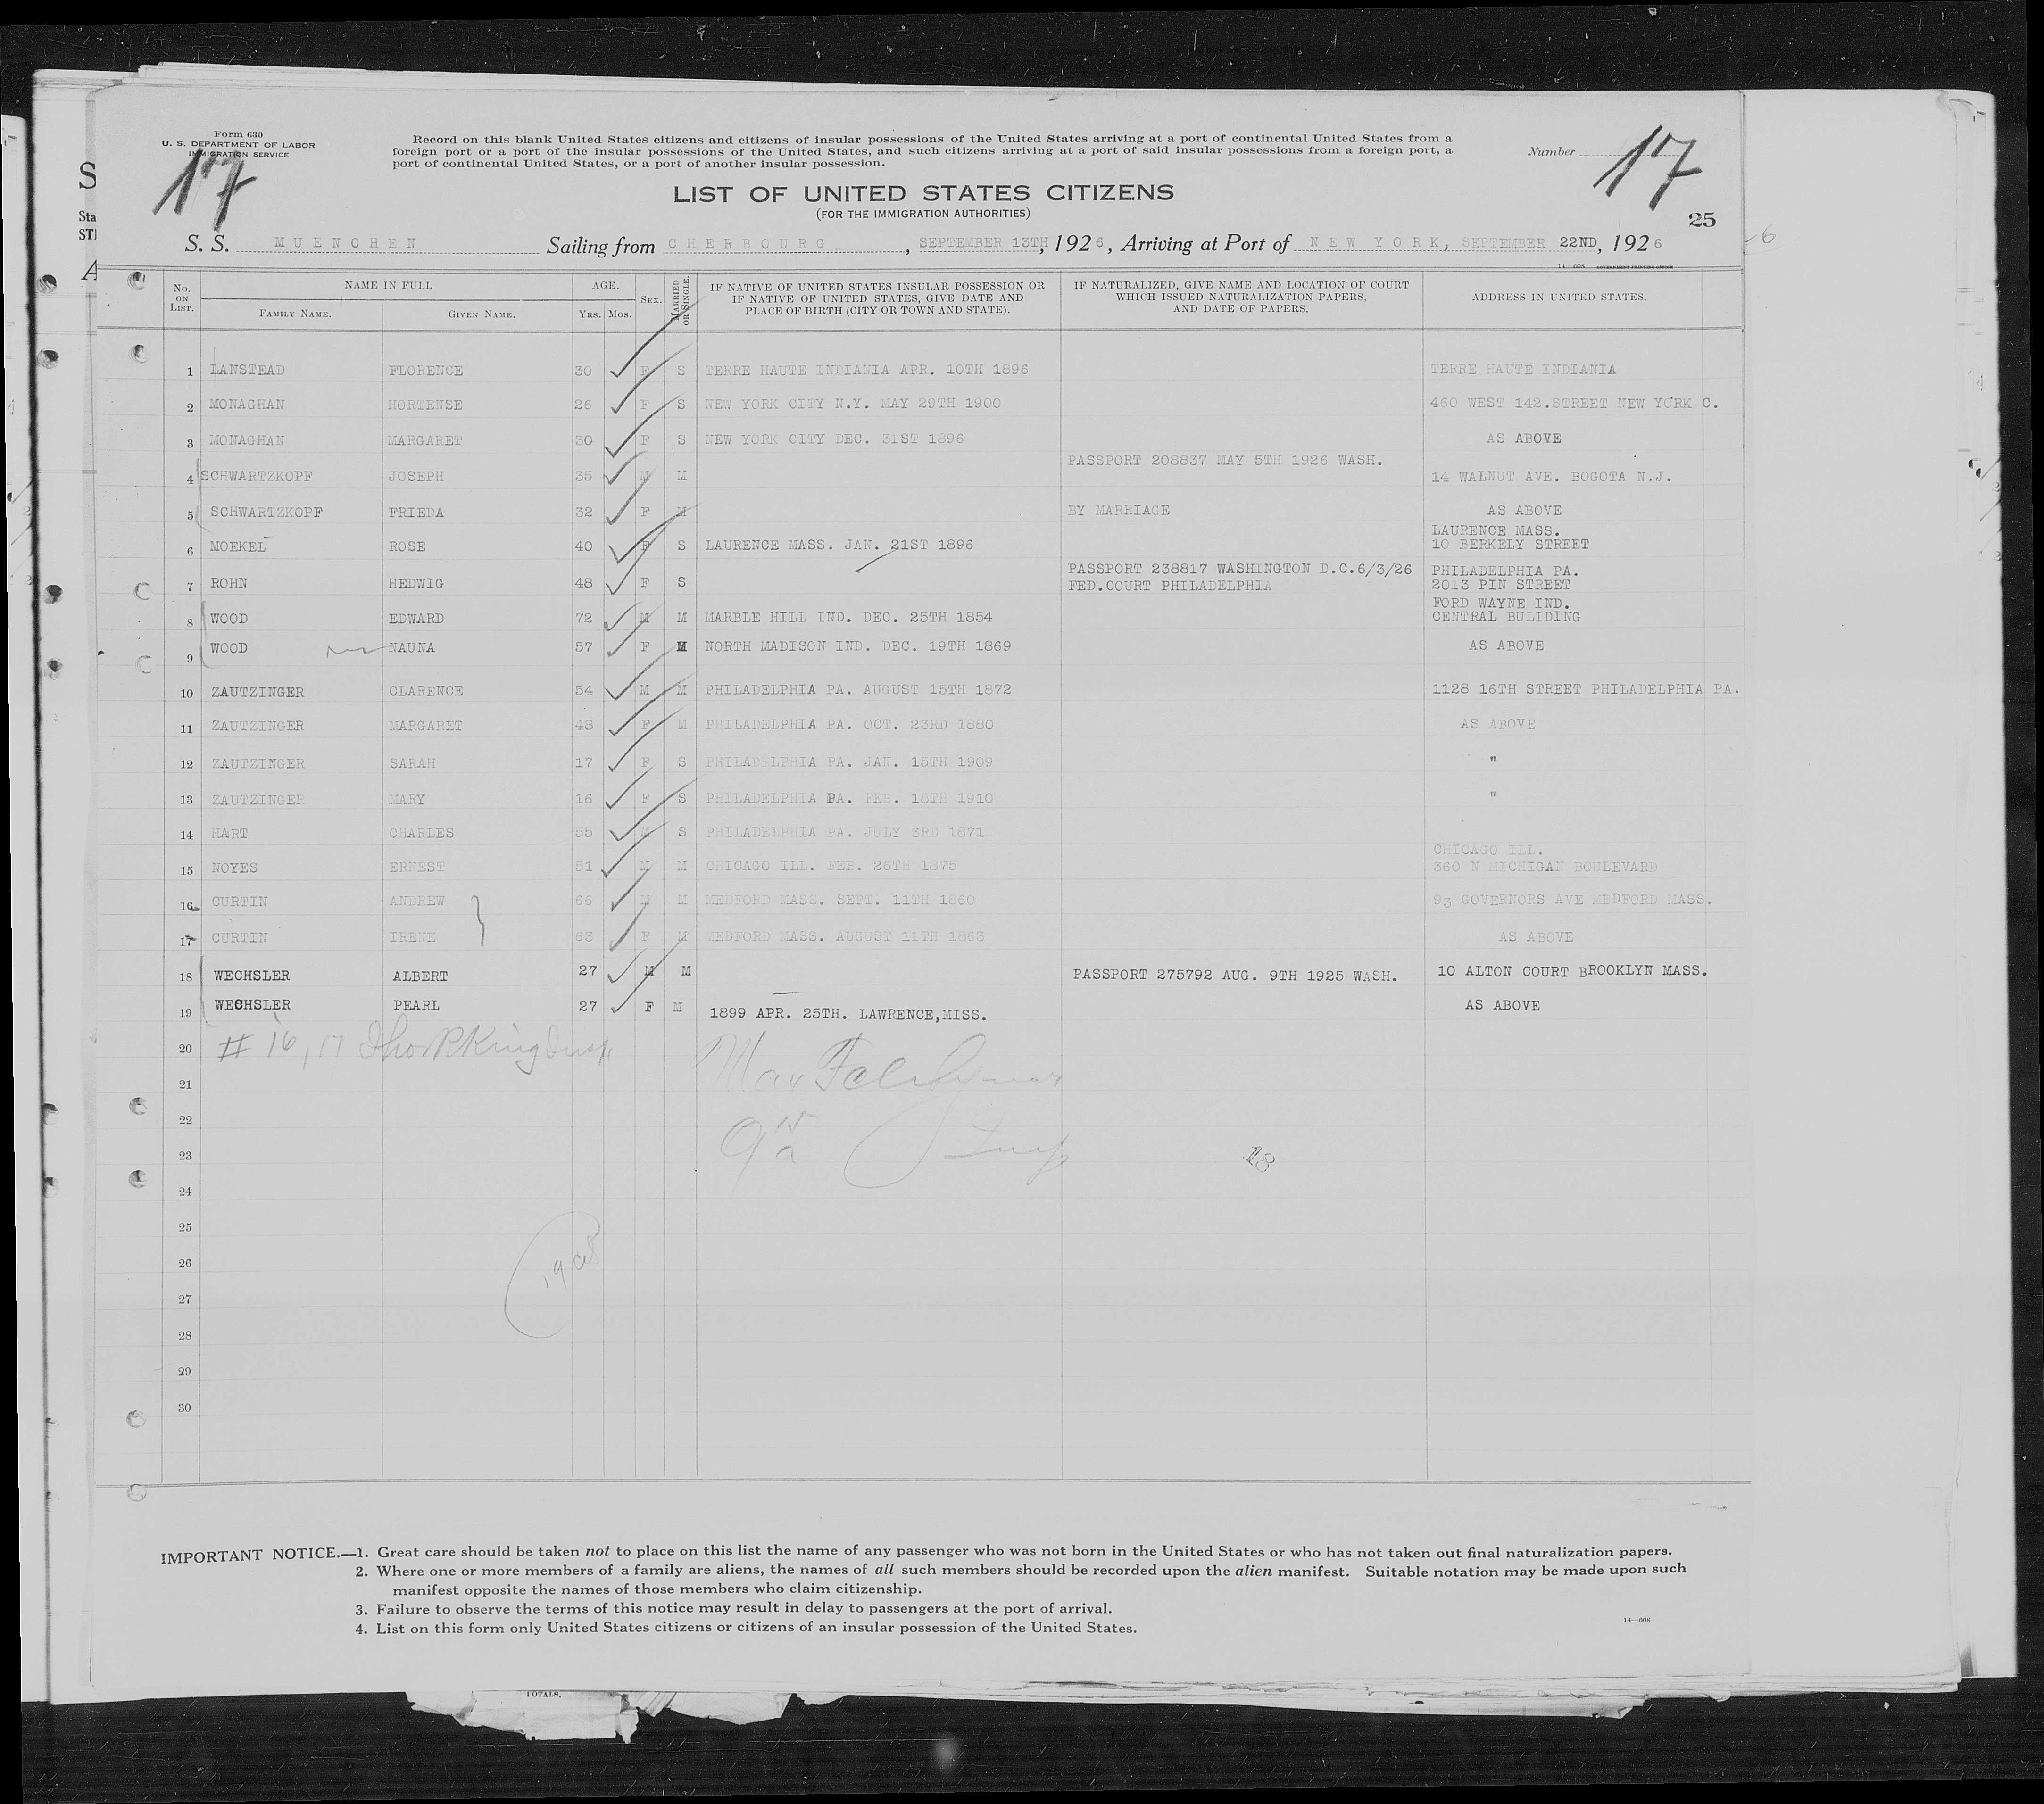 Form 630
U. S. DEPARTMENT OF LABOR
IMMIGRATION SERVICE
17
Record on this blank United States citizens and citizens of insular possessions of the United States arriving at a port of continental United States from a
foreign port or a port of the insular possessions of the United States, and such citizens arriving at a port of said insular possessions from a foreign port, a
port of continental United States, or a port of another insular possession.
Number 17
LIST OF UNITED STATES CITIZENS
(FOR THE IMMIGRATION AUTHORITIES)
25
S. S. MUENCHEN Sailing from CHERBOURG, SEPTEMBER 13TH, 1926, Arriving at Port of NEW YORK, SEPTEMBER 22ND, 1926
14—608 GOVERNMENT PRINTING OFFICE
No. ON LIST. NAME IN FULL FAMILY NAME. GIVEN NAME. AGE. YRS. MOS. SEX. MARRIED OR SINGLE. IF NATIVE OF UNITED STATES INSULAR POSSESSION OR IF NATIVE OF UNITED STATES, GIVE DATE AND PLACE OF BIRTH (CITY OR TOWN AND STATE). IF NATURALIZED, GIVE NAME AND LOCATION OF COURT WHICH ISSUED NATURALIZATION PAPERS, AND DATE OF PAPERS. ADDRESS IN UNITED STATES.
1 LANSTEAD FLORENCE 30 F S TERRE HAUTE INDIANIA APR. 10TH 1896 TERRE HAUTE INDIANIA
2 MONAGHAN HORTENSE 26 F S NEW YORK CITY N.Y. MAY 29TH 1900 460 WEST 142.STREET NEW YORK C.
3 MONAGHAN MARGARET 30 F S NEW YORK CITY DEC. 31ST 1896 AS ABOVE
4 SCHWARTZKOPF JOSEPH 35 M M PASSPORT 208837 MAY 5TH 1926 WASH. 14 WALNUT AVE. BOGOTA N.J.
5 SCHWARTZKOPF FRIEDA 32 F M BY MARRIAGE AS ABOVE
LAURENCE MASS.
6 MOEKEL ROSE 40 F S LAURENCE MASS. JAN. 21ST 1896 10 BERKELY STREET
PASSPORT 238817 WASHINGTON D.C.6/3/26 PHILADELPHIA PA.
7 ROHN HEDWIG 48 F S FED.COURT PHILADELPHIA 2013 PIN STREET
FORD WAYNE IND.
8 WOOD EDWARD 72 M M MARBLE HILL IND. DEC. 25TH 1854 CENTRAL BULIDING
9 WOOD NAUNA 57 F M NORTH MADISON IND. DEC. 19TH 1869 AS ABOVE
10 ZAUTZINGER CLARENCE 54 M M PHILADELPHIA PA. AUGUST 15TH 1872 1128 16TH STREET PHILADELPHIA PA.
11 ZAUTZINGER MARGARET 48 F M PHILADELPHIA PA. OCT. 23RD 1880 AS ABOVE
12 ZAUTZINGER SARAH 17 F S PHILADELPHIA PA. JAN. 15TH 1909 "
13 ZAUTZINGER MARY 16 F S PHILADELPHIA PA. FEB. 18TH 1910 "
14 HART CHARLES 55 M S PHILADELPHIA PA. JULY 3RD 1871
CHICAGO ILL.
15 NOYES ERNEST 51 M M CHICAGO ILL. FEB. 26TH 1875 360 N MICHIGAN BOULEVARD
16 CURTIN ANDREW 66 M M MEDFORD MASS. SEPT. 11TH 1860 93 GOVERNORS AVE MEDFORD MASS.
17 CURTIN IRENE 63 F M MEDFORD MASS. AUGUST 11TH 1863 AS ABOVE
18 WECHSLER ALBERT 27 M M PASSPORT 275792 AUG. 9TH 1925 WASH. 10 ALTON COURT BROOKLYN MASS.
19 WECHSLER PEARL 27 F M 1899 APR. 25TH. LAWRENCE,MISS. AS ABOVE
20 # 16, 17
21
22
23 18
24
25
26
27
28
29
30
IMPORTANT NOTICE.—1. Great care should be taken not to place on this list the name of any passenger who was not born in the United States or who has not taken out final naturalization papers.
2. Where one or more members of a family are aliens, the names of all such members should be recorded upon the alien manifest. Suitable notation may be made upon such
manifest opposite the names of those members who claim citizenship.
3. Failure to observe the terms of this notice may result in delay to passengers at the port of arrival.
4. List on this form only United States citizens or citizens of an insular possession of the United States.
14—608
TOTALS,